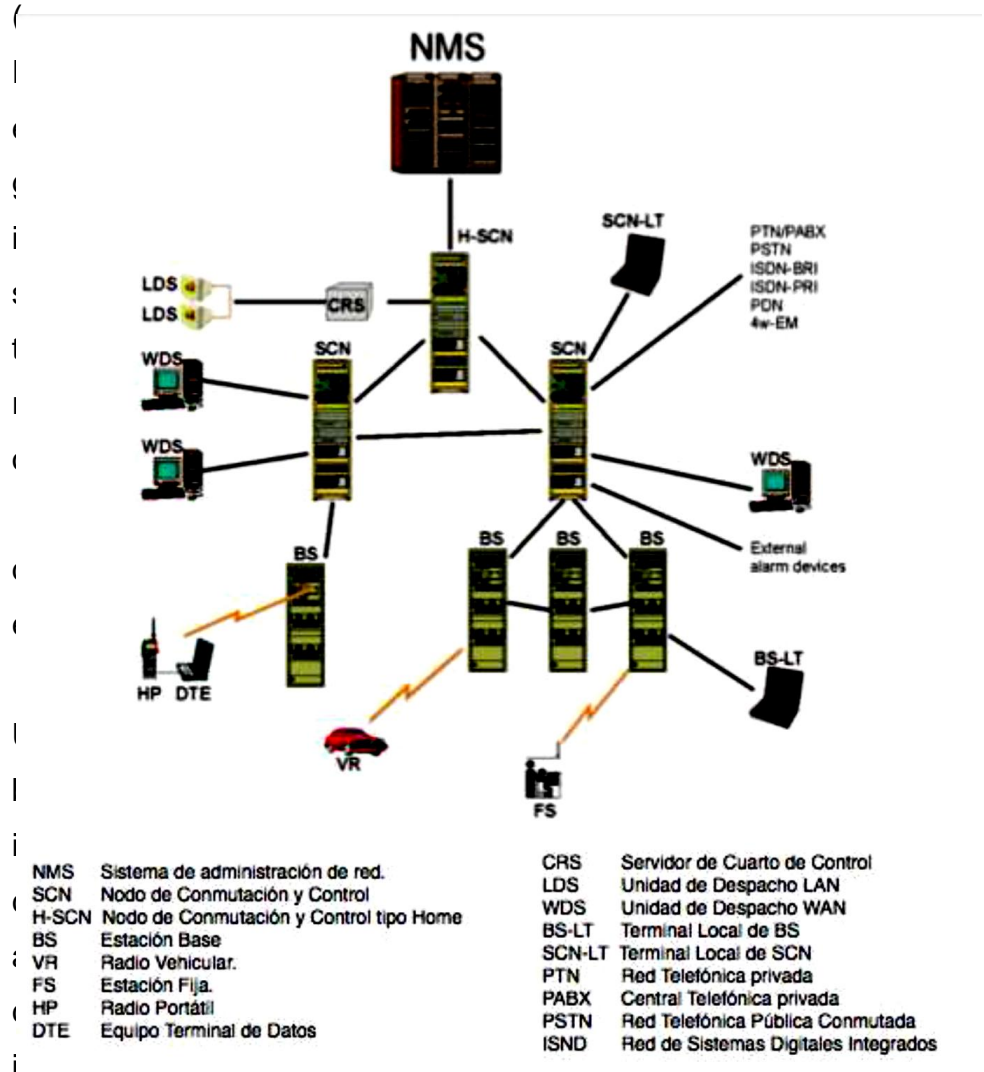 NMS
H-SCN
SCN-LT
PTN/PABX
PSTN
ISDN-BRI
ISDN-PRI
PDN
4w-EM
LDS
LDS
CRS
SCN
SCN
WDS
WDS
WDS
External
alarm devices
BS
BS
BS
BS
HP DTE
VR
FS
BS-LT
NMS Sistema de administración de red.
SCN Nodo de Conmutación y Control
H-SCN Nodo de Conmutación y Control tipo Home
BS Estación Base
VR Radio Vehicular.
FS Estación Fija.
HP Radio Portátil
DTE Equipo Terminal de Datos
CRS Servidor de Cuarto de Control
LDS Unidad de Despacho LAN
WDS Unidad de Despacho WAN
BS-LT Terminal Local de BS
SCN-LT Terminal Local de SCN
PTN Red Telefónica privada
PABX Central Telefónica privada
PSTN Red Telefónica Pública Conmutada
ISND Red de Sistemas Digitales Integrados